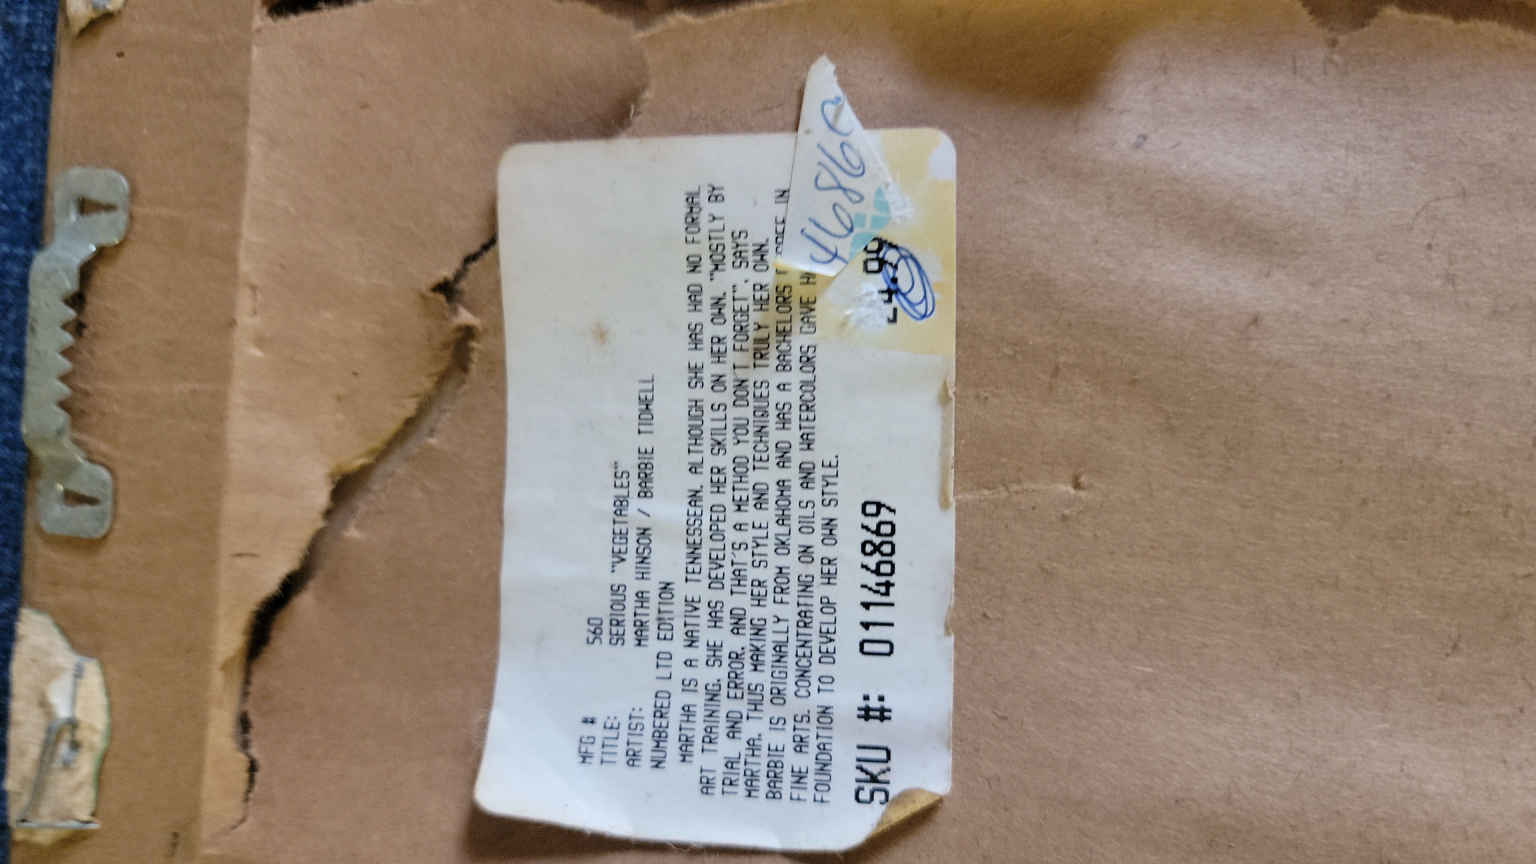 MFG # 560
TITLE: SERIOUS "VEGETABLES"
ARTIST: MARTHA HINSON / BARBIE TIDWELL
NUMBERED LTD EDITION
MARTHA IS A NATIVE TENNESSEAN. ALTHOUGH SHE HAS HAD NO FORMAL
ART TRAINING, SHE HAS DEVELOPED HER SKILLS ON HER OWN. "MOSTLY BY
TRIAL AND ERROR. AND THAT'S A METHOD YOU DON'T FORGET", SAYS
MARTHA. THUS MAKING HER STYLE AND TECHNIQUES TRULY HER OWN.
BARBIE IS ORIGINALLY FROM OKLAHOMA AND HAS A BACHELORS IN
FINE ARTS. CONCENTRATING ON OILS AND WATERCOLORS GAVE
FOUNDATION TO DEVELOP HER OWN STYLE.
SKU #: 01146869
24.99
4686